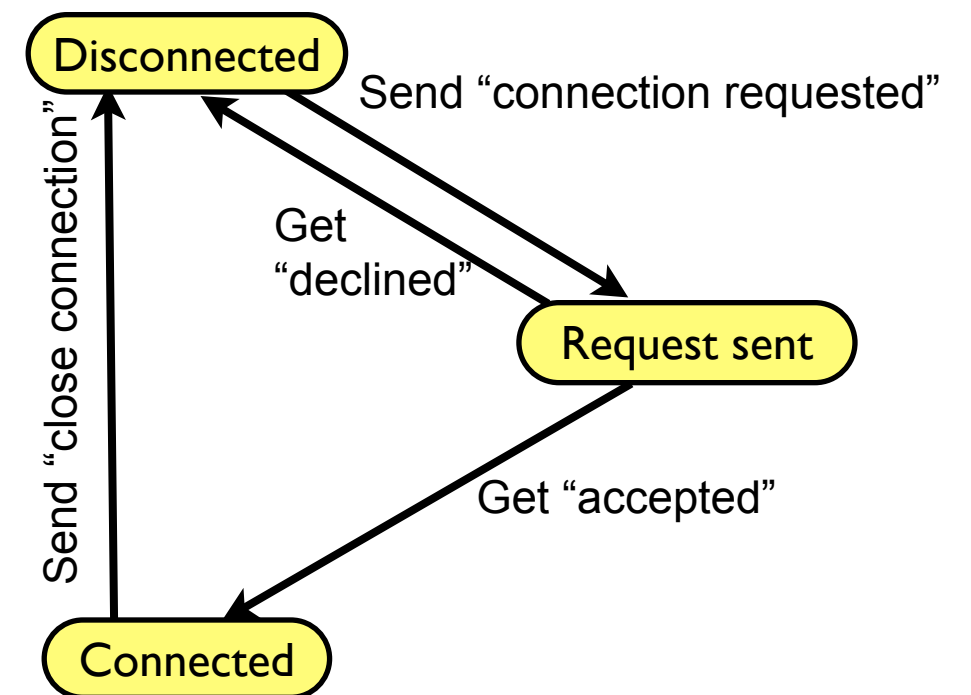 Disconnected
Send “connection requested”
Send “close connection”
Get
“declined”
Request sent
Get “accepted”
Connected